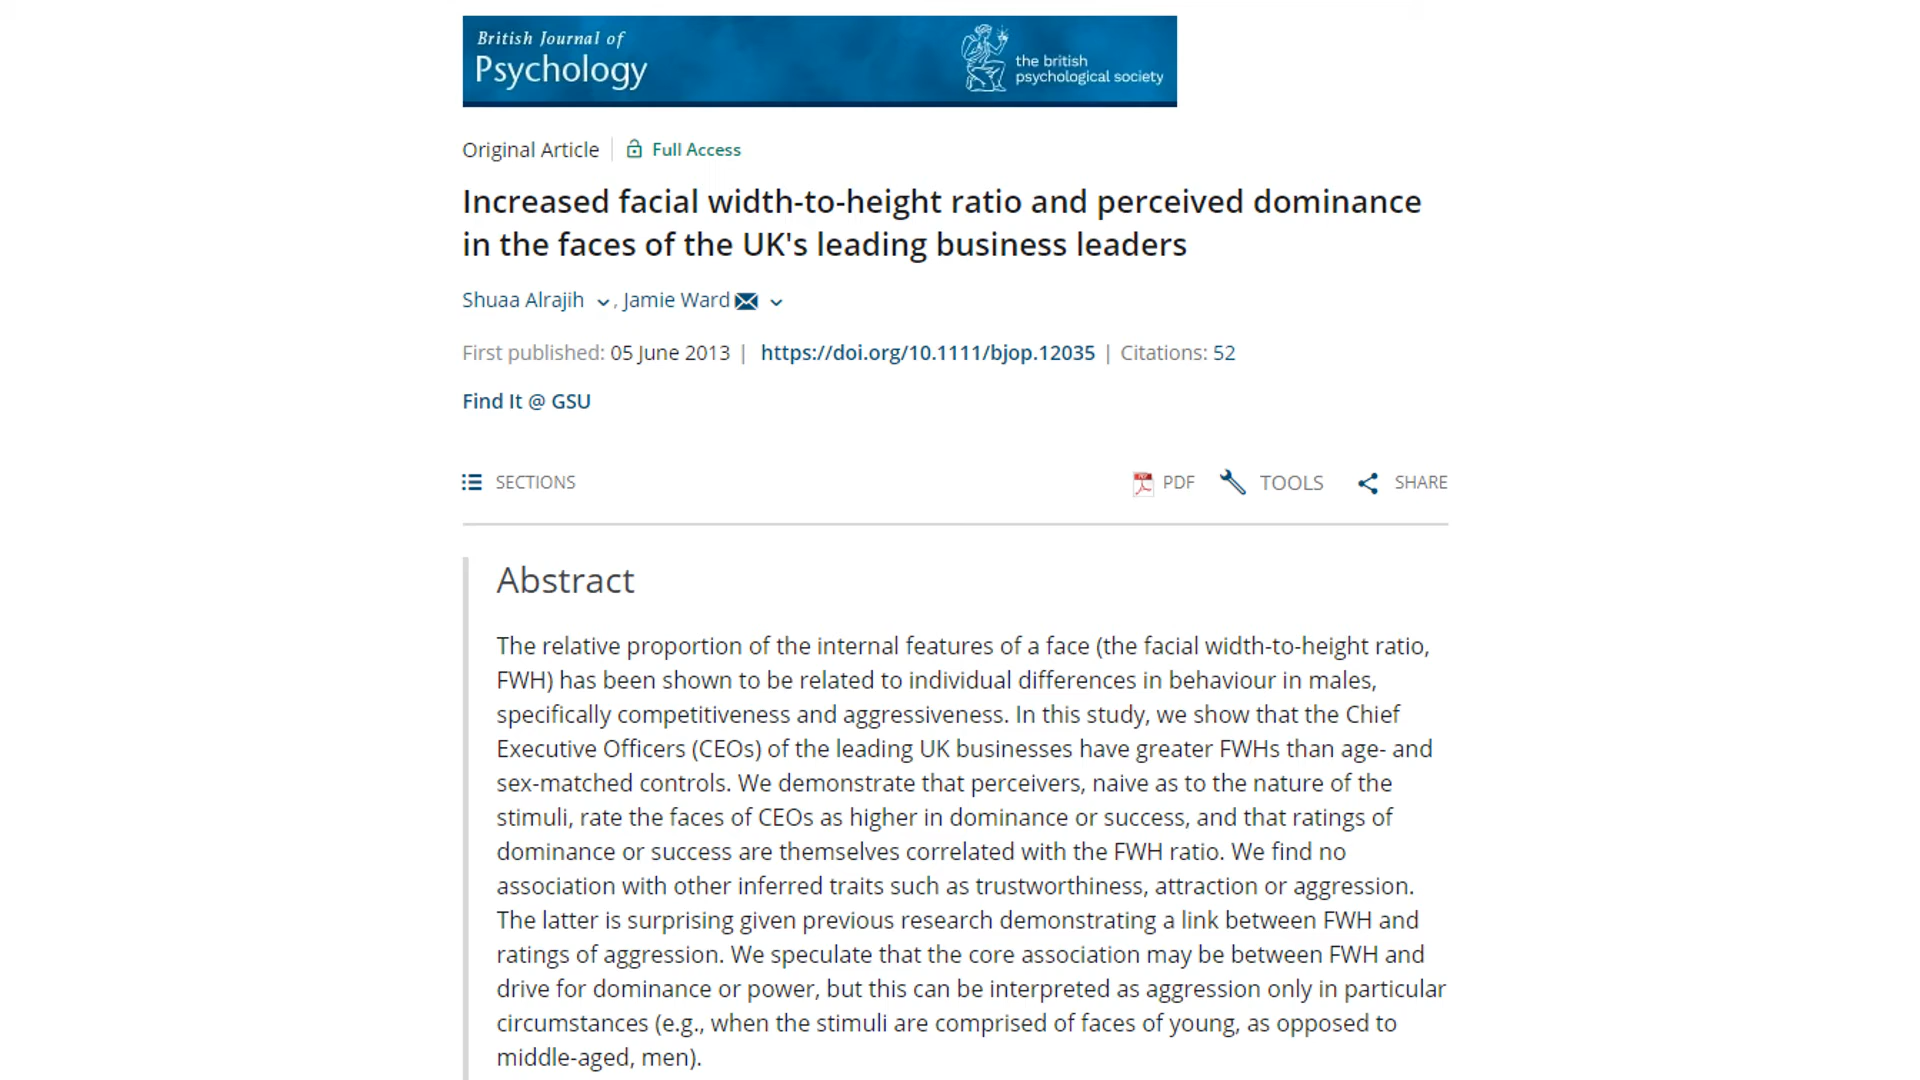 British Journal of
Psychology
the british
psychological society
Original Article | Full Access
Increased facial width-to-height ratio and perceived dominance
in the faces of the UK's leading business leaders
Shuaa Alrajih , Jamie Ward
First published: 05 June 2013 | https://doi.org/10.1111/bjop.12035 | Citations: 52
Find It @ GSU
SECTIONS PDF TOOLS SHARE
Abstract
The relative proportion of the internal features of a face (the facial width-to-height ratio,
FWH) has been shown to be related to individual differences in behaviour in males,
specifically competitiveness and aggressiveness. In this study, we show that the Chief
Executive Officers (CEOs) of the leading UK businesses have greater FWHs than age- and
sex-matched controls. We demonstrate that perceivers, naive as to the nature of the
stimuli, rate the faces of CEOs as higher in dominance or success, and that ratings of
dominance or success are themselves correlated with the FWH ratio. We find no
association with other inferred traits such as trustworthiness, attraction or aggression.
The latter is surprising given previous research demonstrating a link between FWH and
ratings of aggression. We speculate that the core association may be between FWH and
drive for dominance or power, but this can be interpreted as aggression only in particular
circumstances (e.g., when the stimuli are comprised of faces of young, as opposed to
middle-aged, men).